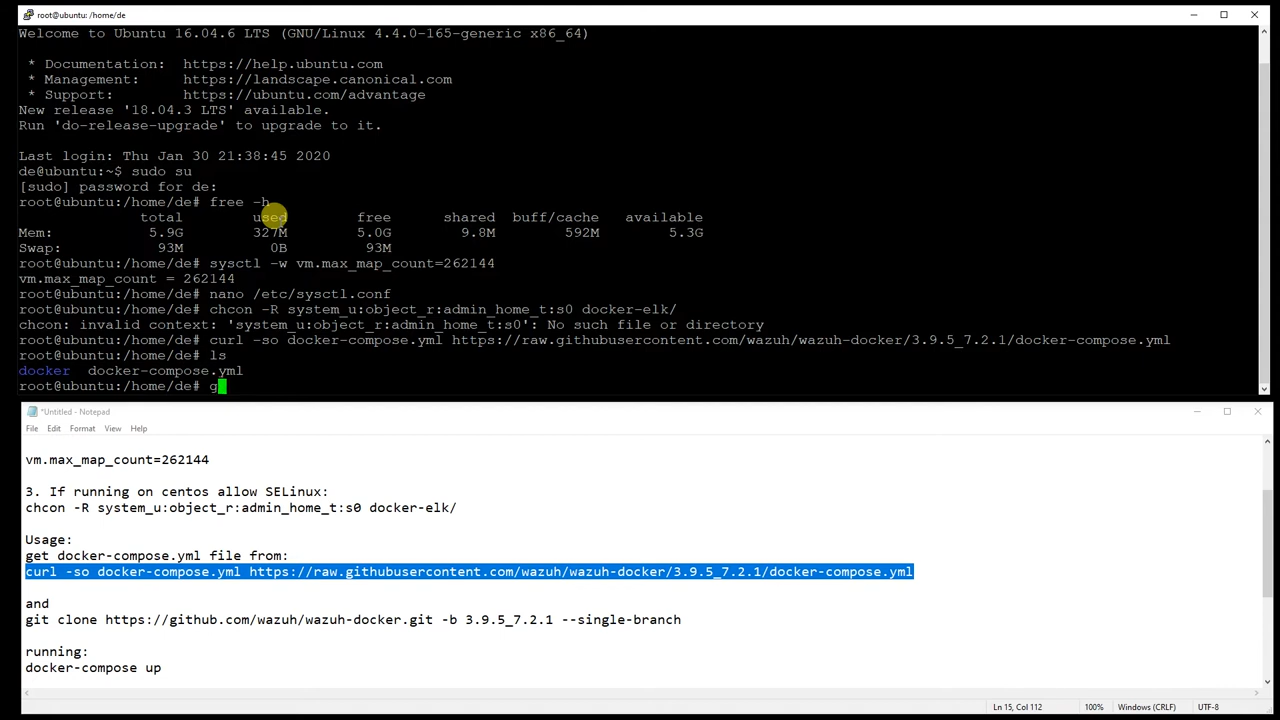 root@ubuntu: /home/de
Welcome to Ubuntu 16.04.6 LTS (GNU/Linux 4.4.0-165-generic x86_64)
* Documentation:  https://help.ubuntu.com
* Management:     https://landscape.canonical.com
* Support:        https://ubuntu.com/advantage
New release '18.04.3 LTS' available.
Run 'do-release-upgrade' to upgrade to it.
Last login: Thu Jan 30 21:38:45 2020
de@ubuntu:~$ sudo su
[sudo] password for de:
root@ubuntu:/home/de# free -h
total used free shared buff/cache available
Mem: 5.9G 327M 5.0G 9.8M 592M 5.3G
Swap: 93M 0B 93M
root@ubuntu:/home/de# sysctl -w vm.max_map_count=262144
vm.max_map_count = 262144
root@ubuntu:/home/de# nano /etc/sysctl.conf
root@ubuntu:/home/de# chcon -R system_u:object_r:admin_home_t:s0 docker-elk/
chcon: invalid context: 'system_u:object_r:admin_home_t:s0': No such file or directory
root@ubuntu:/home/de# curl -so docker-compose.yml https://raw.githubusercontent.com/wazuh/wazuh-docker/3.9.5_7.2.1/docker-compose.yml
root@ubuntu:/home/de# ls
docker  docker-compose.yml
root@ubuntu:/home/de# g
*Untitled - Notepad
File Edit Format View Help
vm.max_map_count=262144
3. If running on centos allow SELinux:
chcon -R system_u:object_r:admin_home_t:s0 docker-elk/
Usage:
get docker-compose.yml file from:
curl -so docker-compose.yml https://raw.githubusercontent.com/wazuh/wazuh-docker/3.9.5_7.2.1/docker-compose.yml
and
git clone https://github.com/wazuh/wazuh-docker.git -b 3.9.5_7.2.1 --single-branch
running:
docker-compose up
Ln 15, Col 112 100% Windows (CRLF) UTF-8